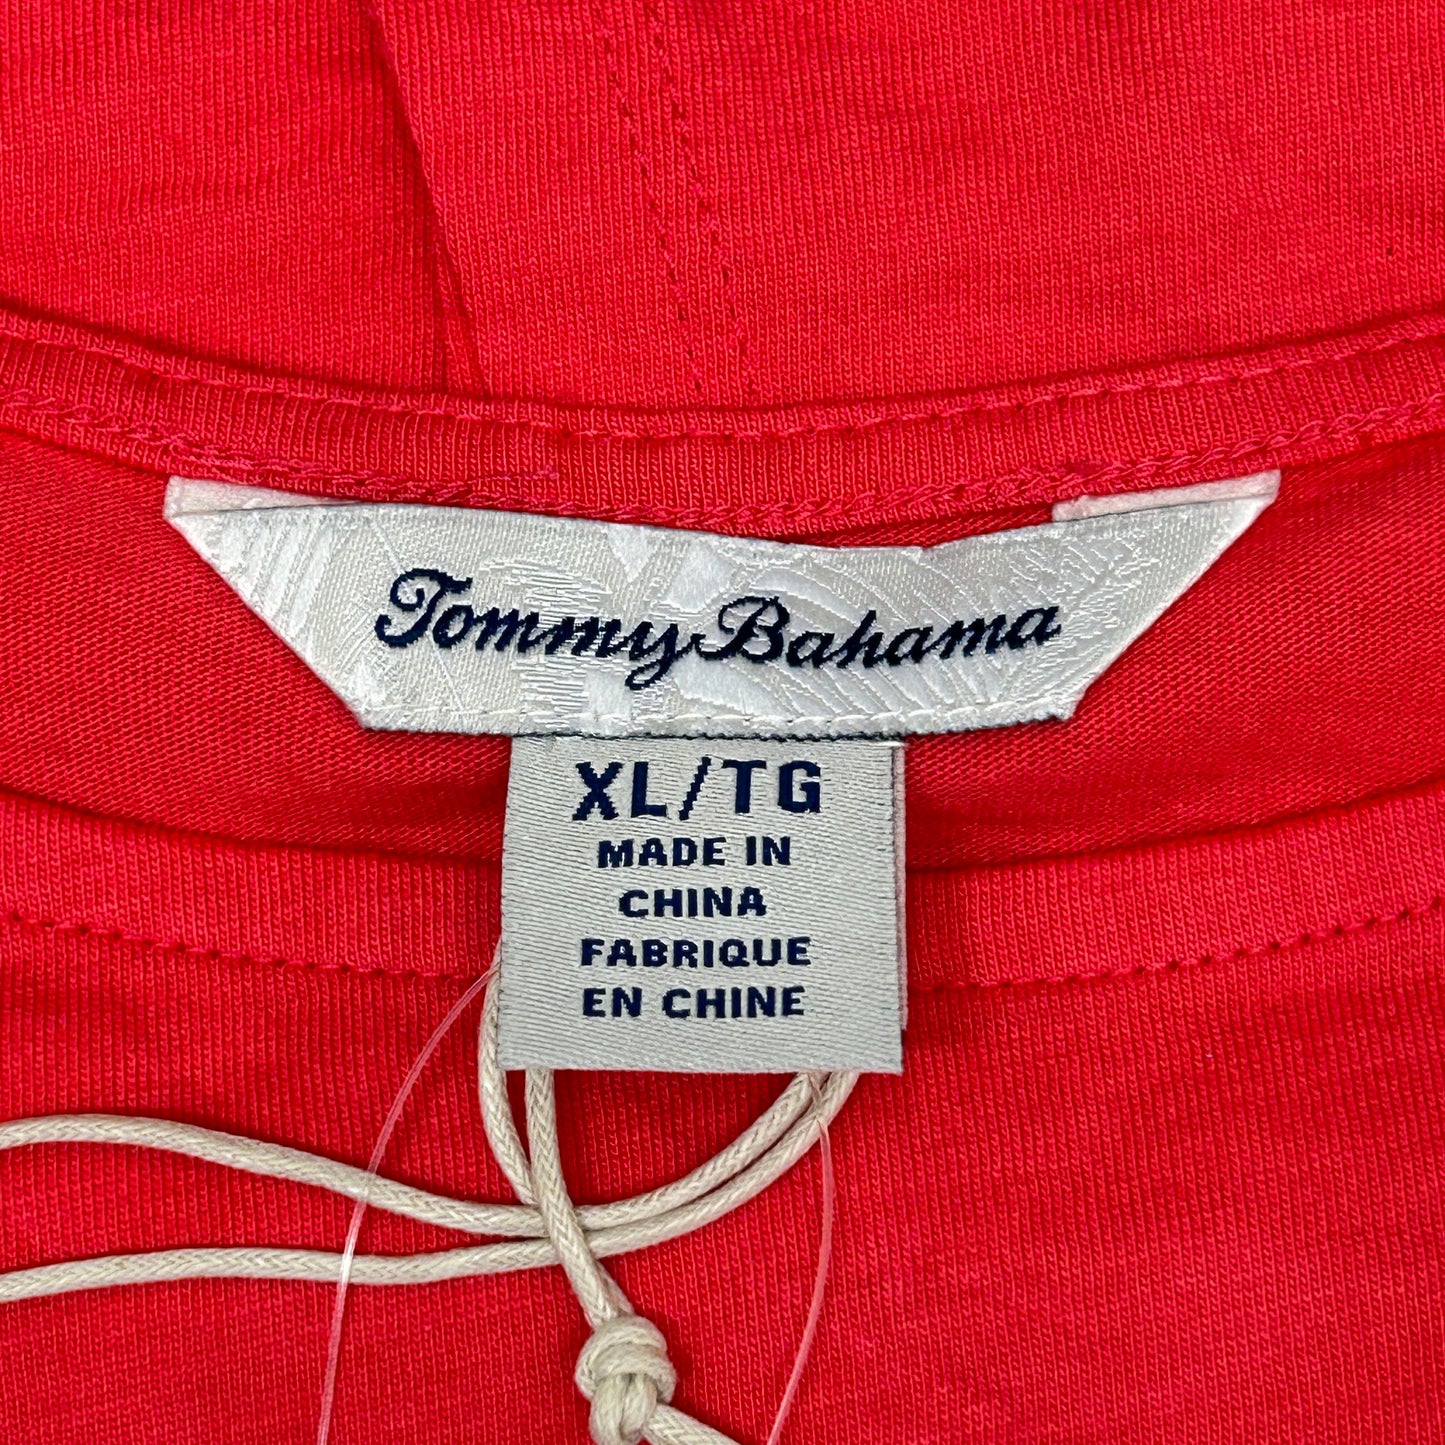 Tommy Bahama
XL/TG
MADE IN
CHINA
FABRIQUE
EN CHINE